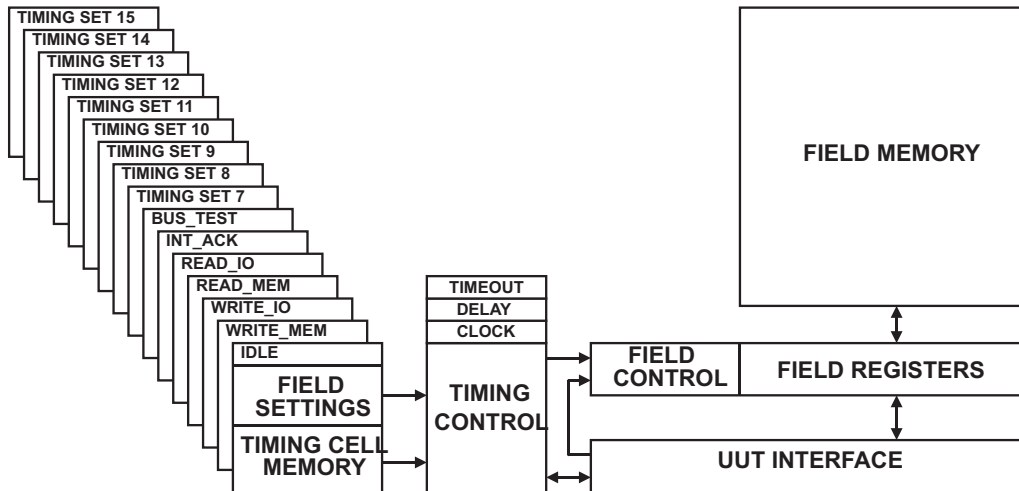 TIMING SET 15
TIMING SET 14
TIMING SET 13
TIMING SET 12
TIMING SET 11
TIMING SET 10
TIMING SET 9
TIMING SET 8
TIMING SET 7
BUS_TEST
INT_ACK
READ_IO
READ_MEM
WRITE_IO
WRITE_MEM
IDLE
FIELD
SETTINGS
TIMING CELL
MEMORY
TIMEOUT
DELAY
CLOCK
TIMING
CONTROL
FIELD MEMORY
FIELD
CONTROL
FIELD REGISTERS
UUT INTERFACE